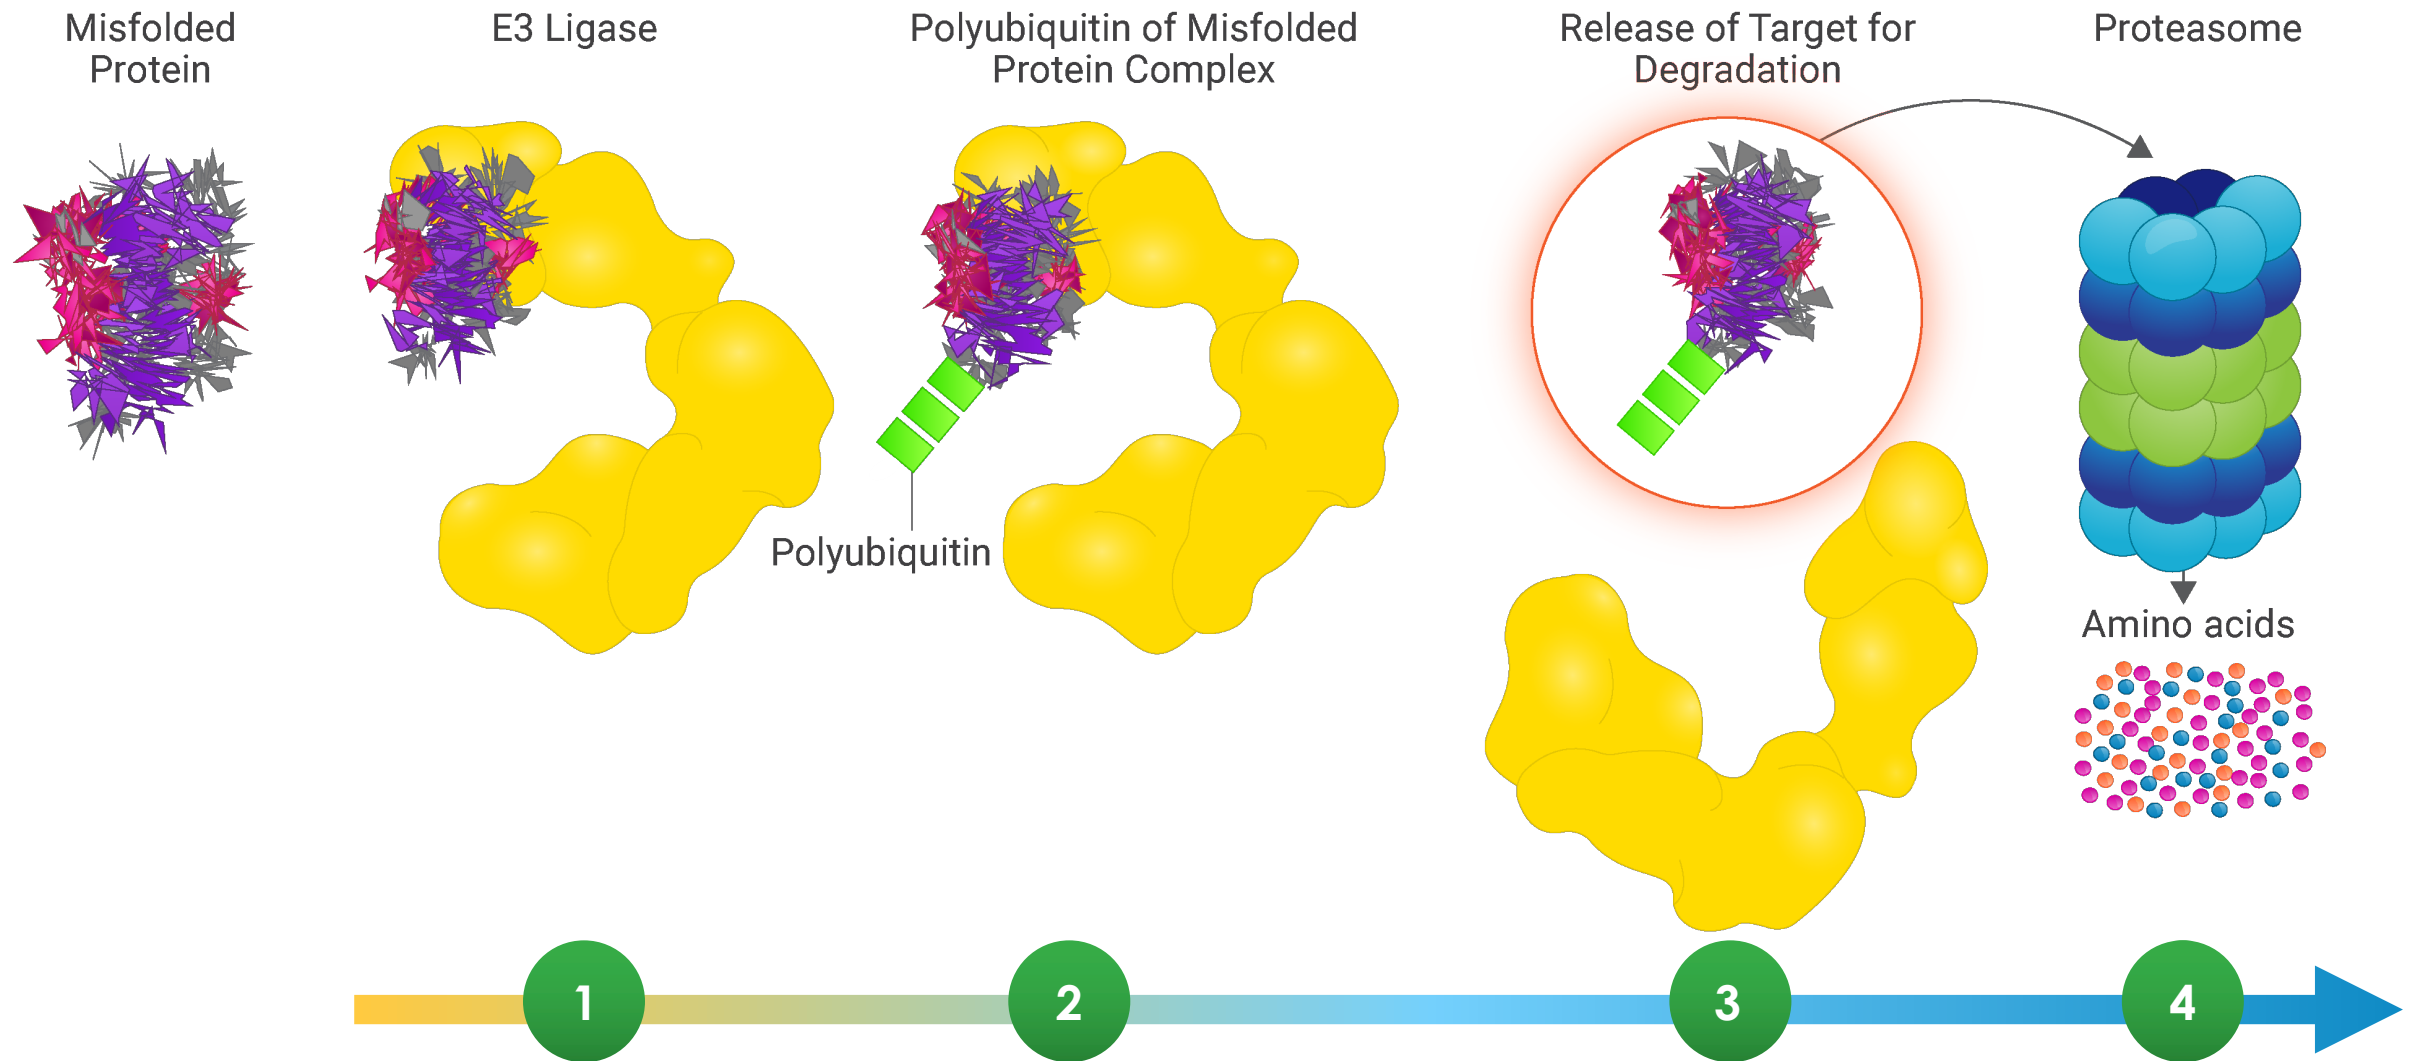 Misfolded
Protein
E3 Ligase
Polyubiquitin of Misfolded
Protein Complex
Release of Target for
Degradation
Proteasome
Polyubiquitin
Amino acids
1
2
3
4